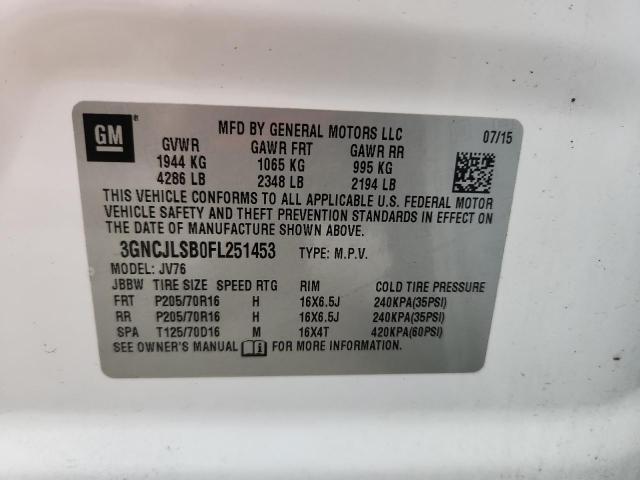 GM
MFD BY GENERAL MOTORS LLC 07/15
GVWR GAWR FRT GAWR RR
1944 KG 1065 KG 995 KG
4286 LB 2348 LB 2194 LB
THIS VEHICLE CONFORMS TO ALL APPLICABLE U.S. FEDERAL MOTOR
VEHICLE SAFETY AND THEFT PREVENTION STANDARDS IN EFFECT ON
THE DATE OF MANUFACTURE SHOWN ABOVE.
3GNCJLSB0FL251453 TYPE: M.P.V.
MODEL: JV76
JBBW TIRE SIZE SPEED RTG RIM COLD TIRE PRESSURE
FRT P205/70R16 H 16X6.5J 240KPA(35PSI)
RR P205/70R16 H 16X6.5J 240KPA(35PSI)
SPA T125/70D16 M 16X4T 420KPA(60PSI)
SEE OWNER'S MANUAL FOR MORE INFORMATION.